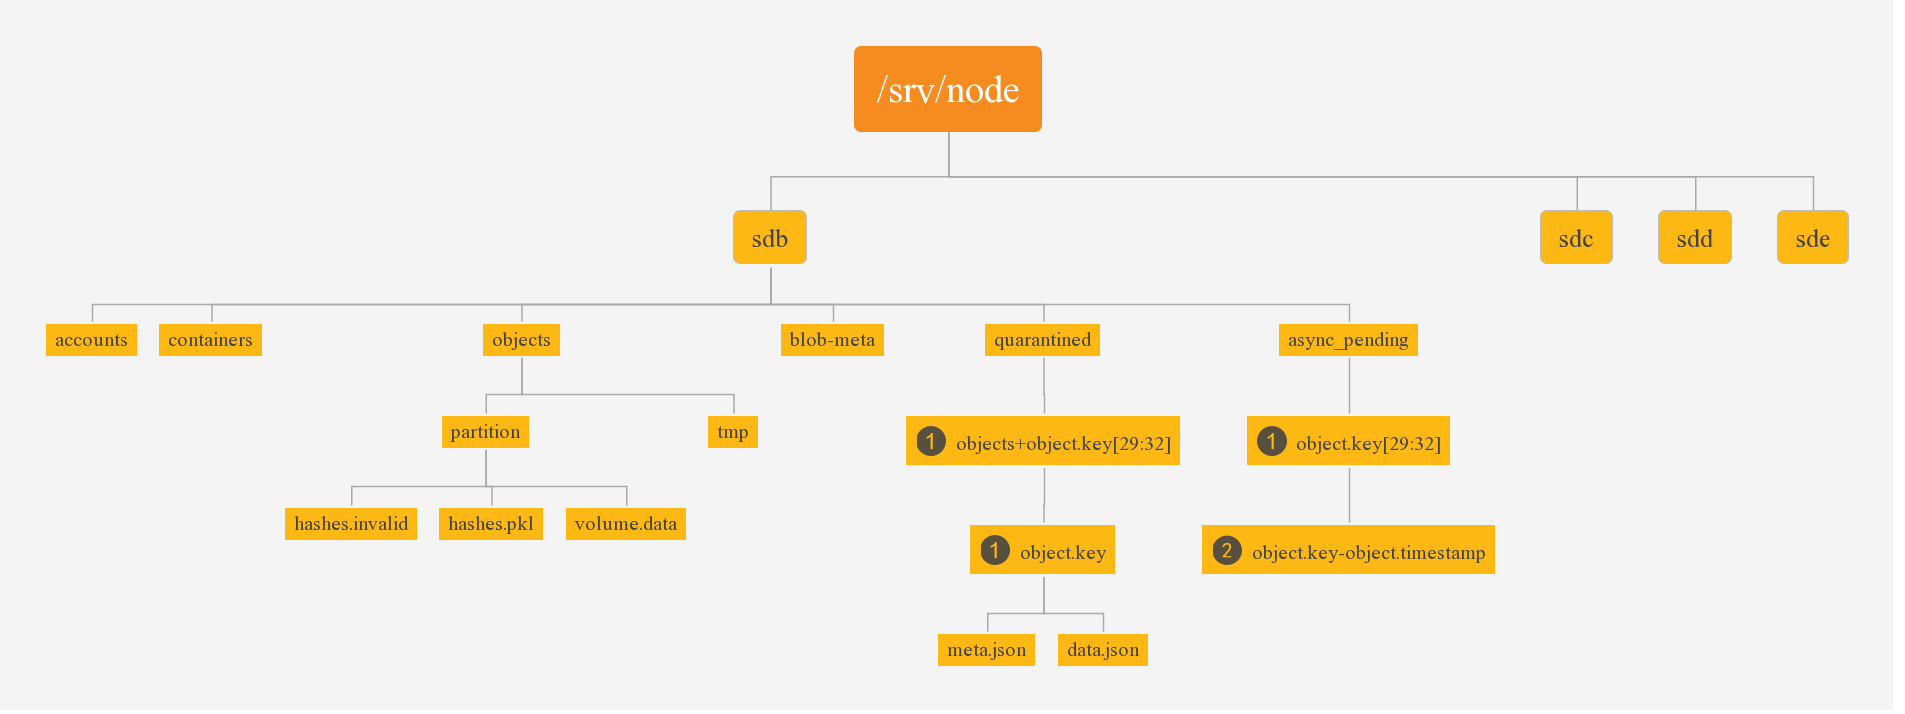 /srv/node
sdb
sdc
sdd
sde
accounts
containers
objects
blob-meta
quarantined
async_pending
partition
tmp
1 objects+object.key[29:32]
1 object.key[29:32]
hashes.invalid
hashes.pkl
volume.data
1 object.key
2 object.key-object.timestamp
meta.json
data.json